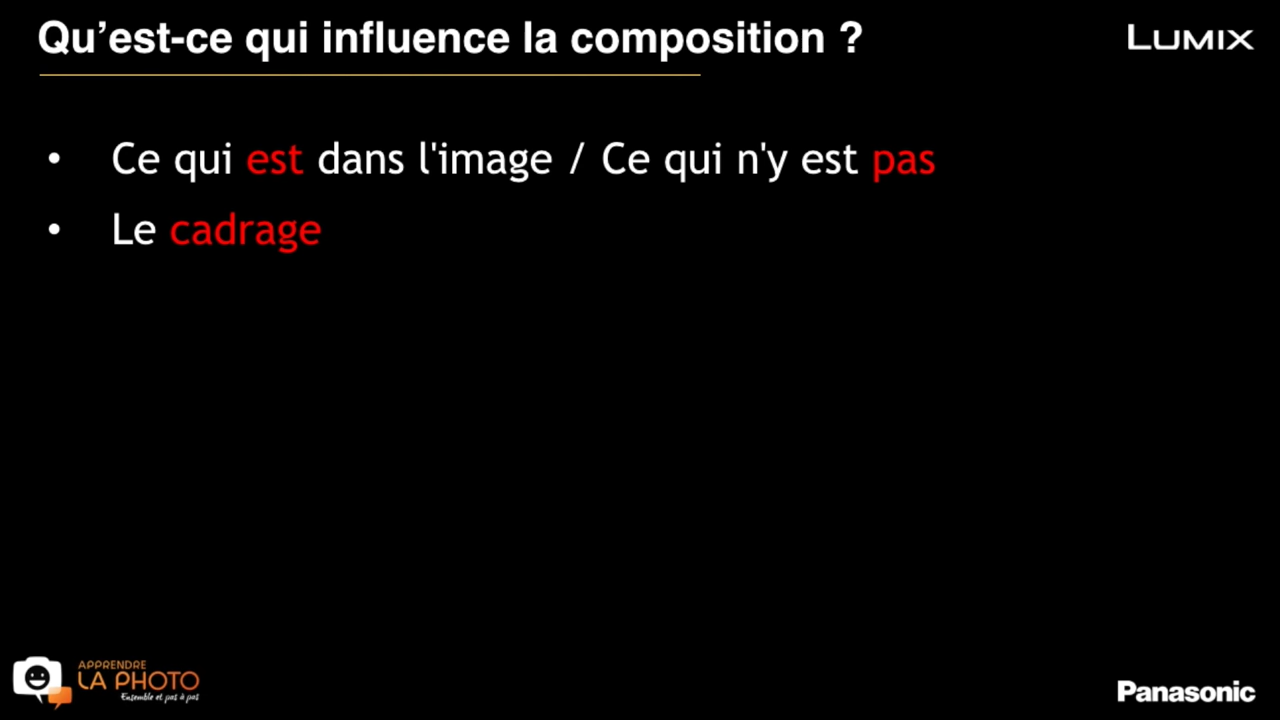 Qu’est-ce qui influence la composition ?
LUMIX
• Ce qui est dans l'image / Ce qui n'y est pas
• Le cadrage
APPRENDRE
LA PHOTO
Ensemble et pas à pas
Panasonic